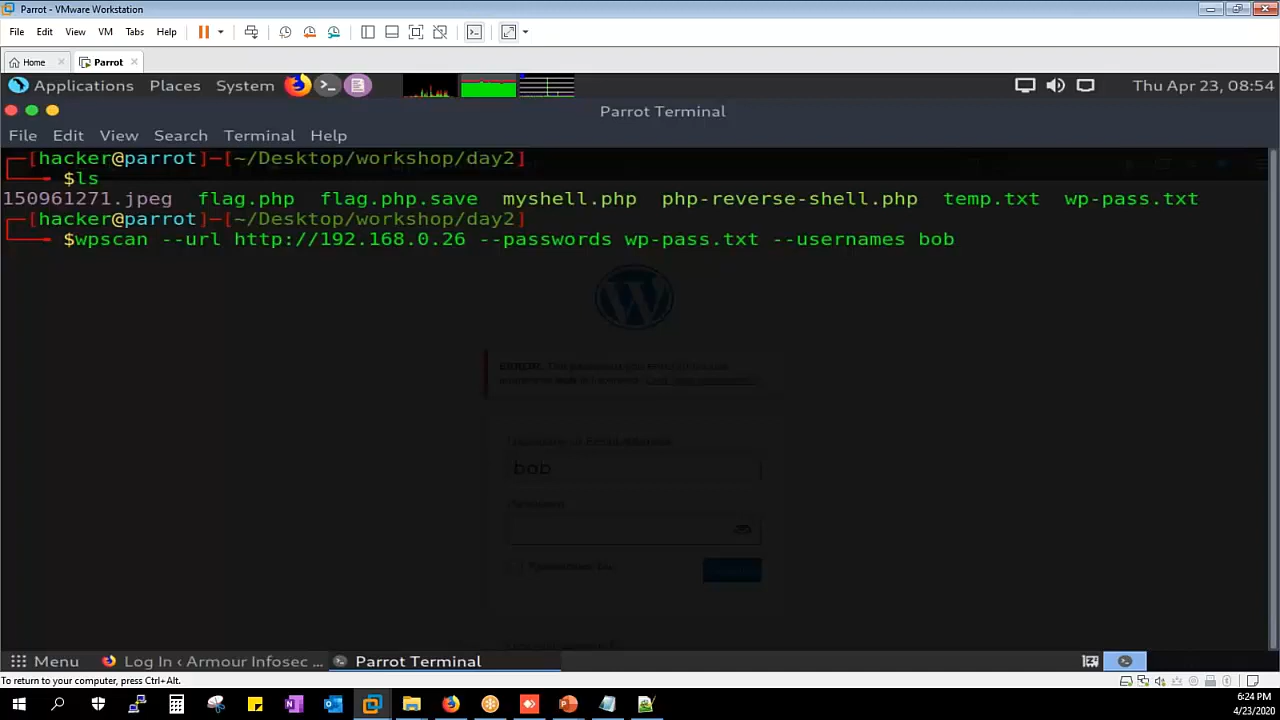 Parrot - VMware Workstation
File Edit View VM Tabs Help
Home Parrot
Applications Places System Thu Apr 23, 08:54
Parrot Terminal
File Edit View Search Terminal Help
[hacker@parrot]─[~/Desktop/workshop/day2]
$ls
150961271.jpeg flag.php flag.php.save myshell.php php-reverse-shell.php temp.txt wp-pass.txt
[hacker@parrot]─[~/Desktop/workshop/day2]
$wpscan --url http://192.168.0.26 --passwords wp-pass.txt --usernames bob
bob
Menu Log In ‹ Armour Infosec ... Parrot Terminal
To return to your computer, press Ctrl+Alt.
6:24 PM
4/23/2020